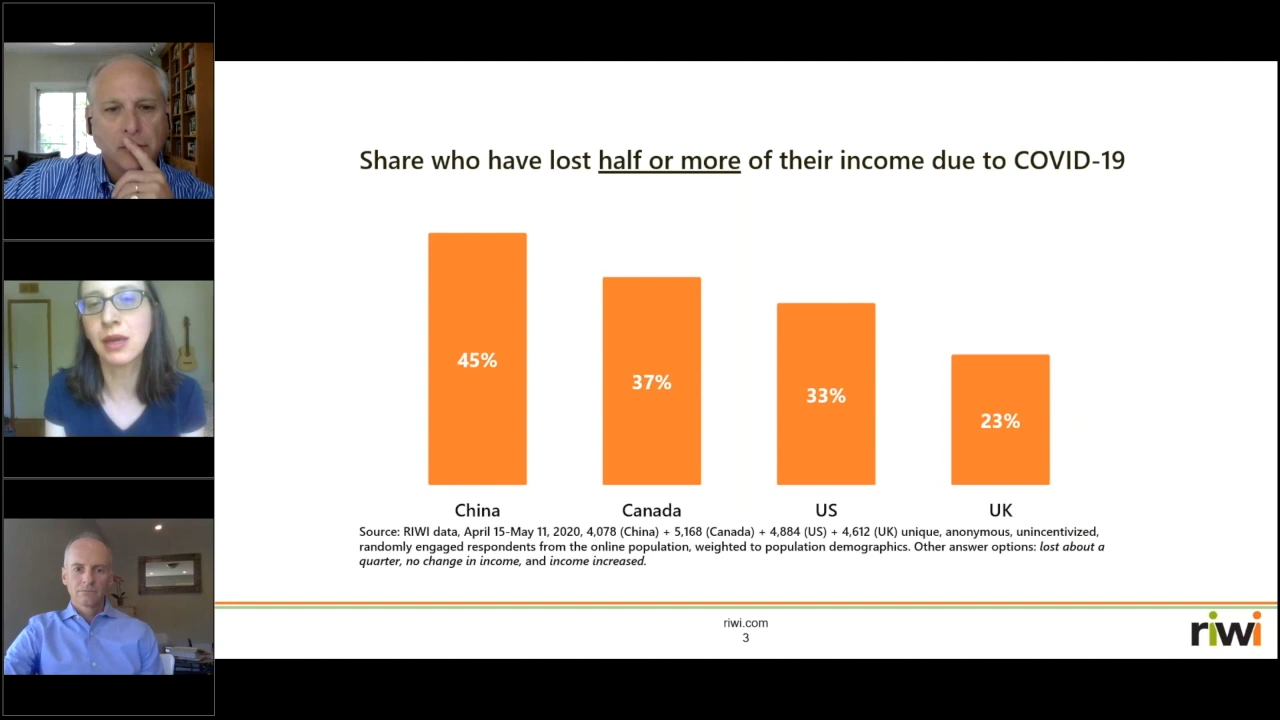 Share who have lost half or more of their income due to COVID-19
45%
37%
33%
23%
China
Canada
US
UK
Source: RIWI data, April 15-May 11, 2020, 4,078 (China) + 5,168 (Canada) + 4,884 (US) + 4,612 (UK) unique, anonymous, unincentivized,
randomly engaged respondents from the online population, weighted to population demographics. Other answer options: lost about a
quarter, no change in income, and income increased.
riwi.com
3
riwi